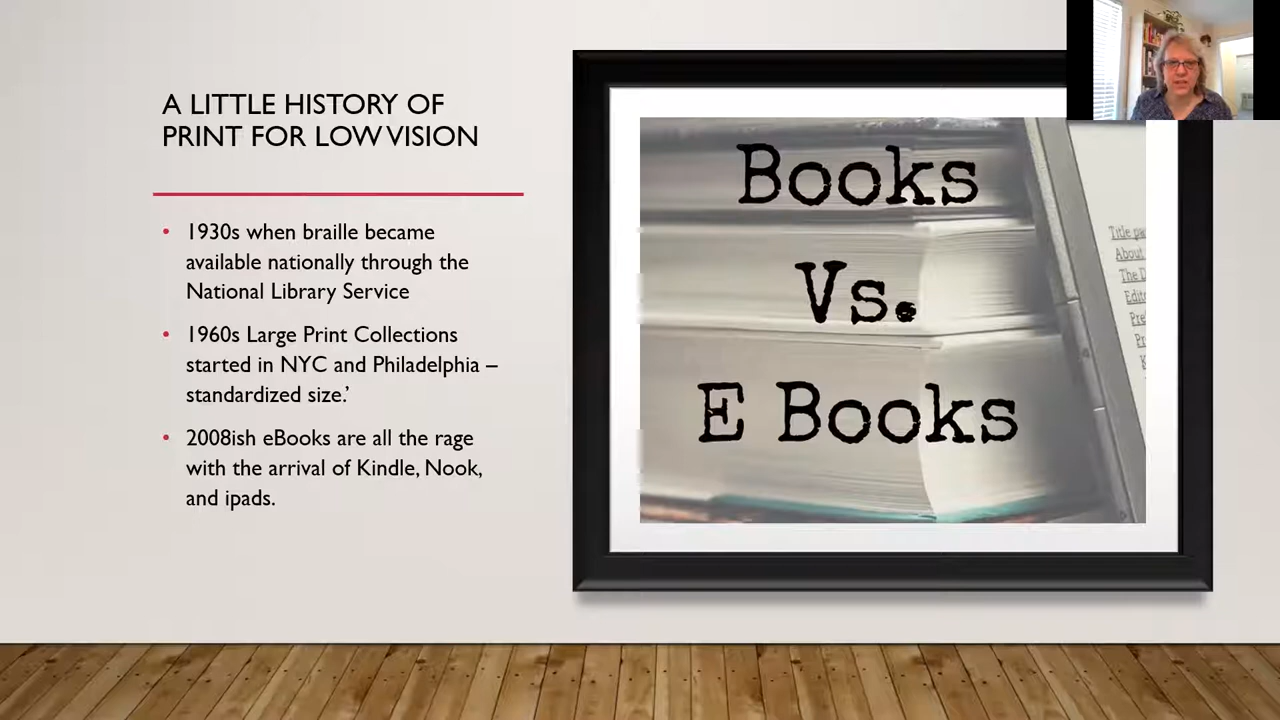 A LITTLE HISTORY OF
PRINT FOR LOW VISION
• 1930s when braille became
available nationally through the
National Library Service
• 1960s Large Print Collections
started in NYC and Philadelphia –
standardized size.’
• 2008ish eBooks are all the rage
with the arrival of Kindle, Nook,
and ipads.
Books
Vs.
E Books
Title
About
The